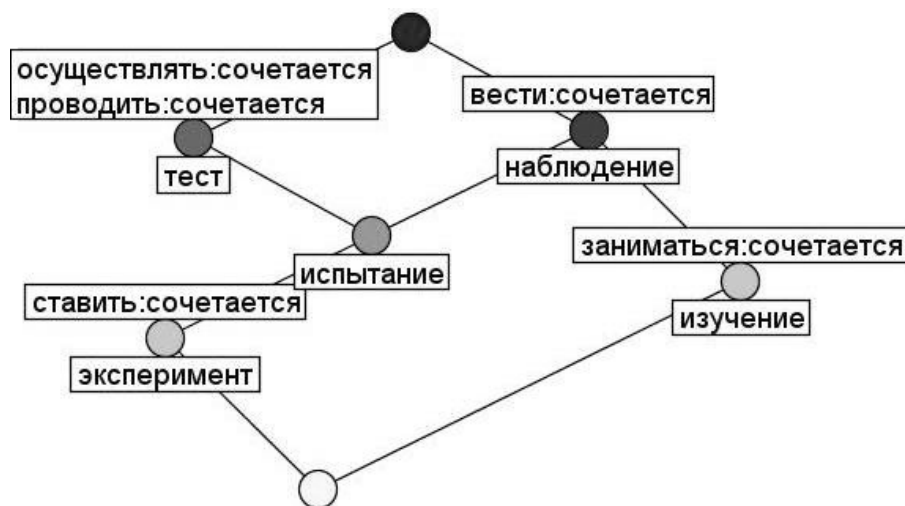 осуществлять:сочетается
проводить:сочетается
вести:сочетается
тест
наблюдение
заниматься:сочетается
испытание
ставить:сочетается
изучение
эксперимент